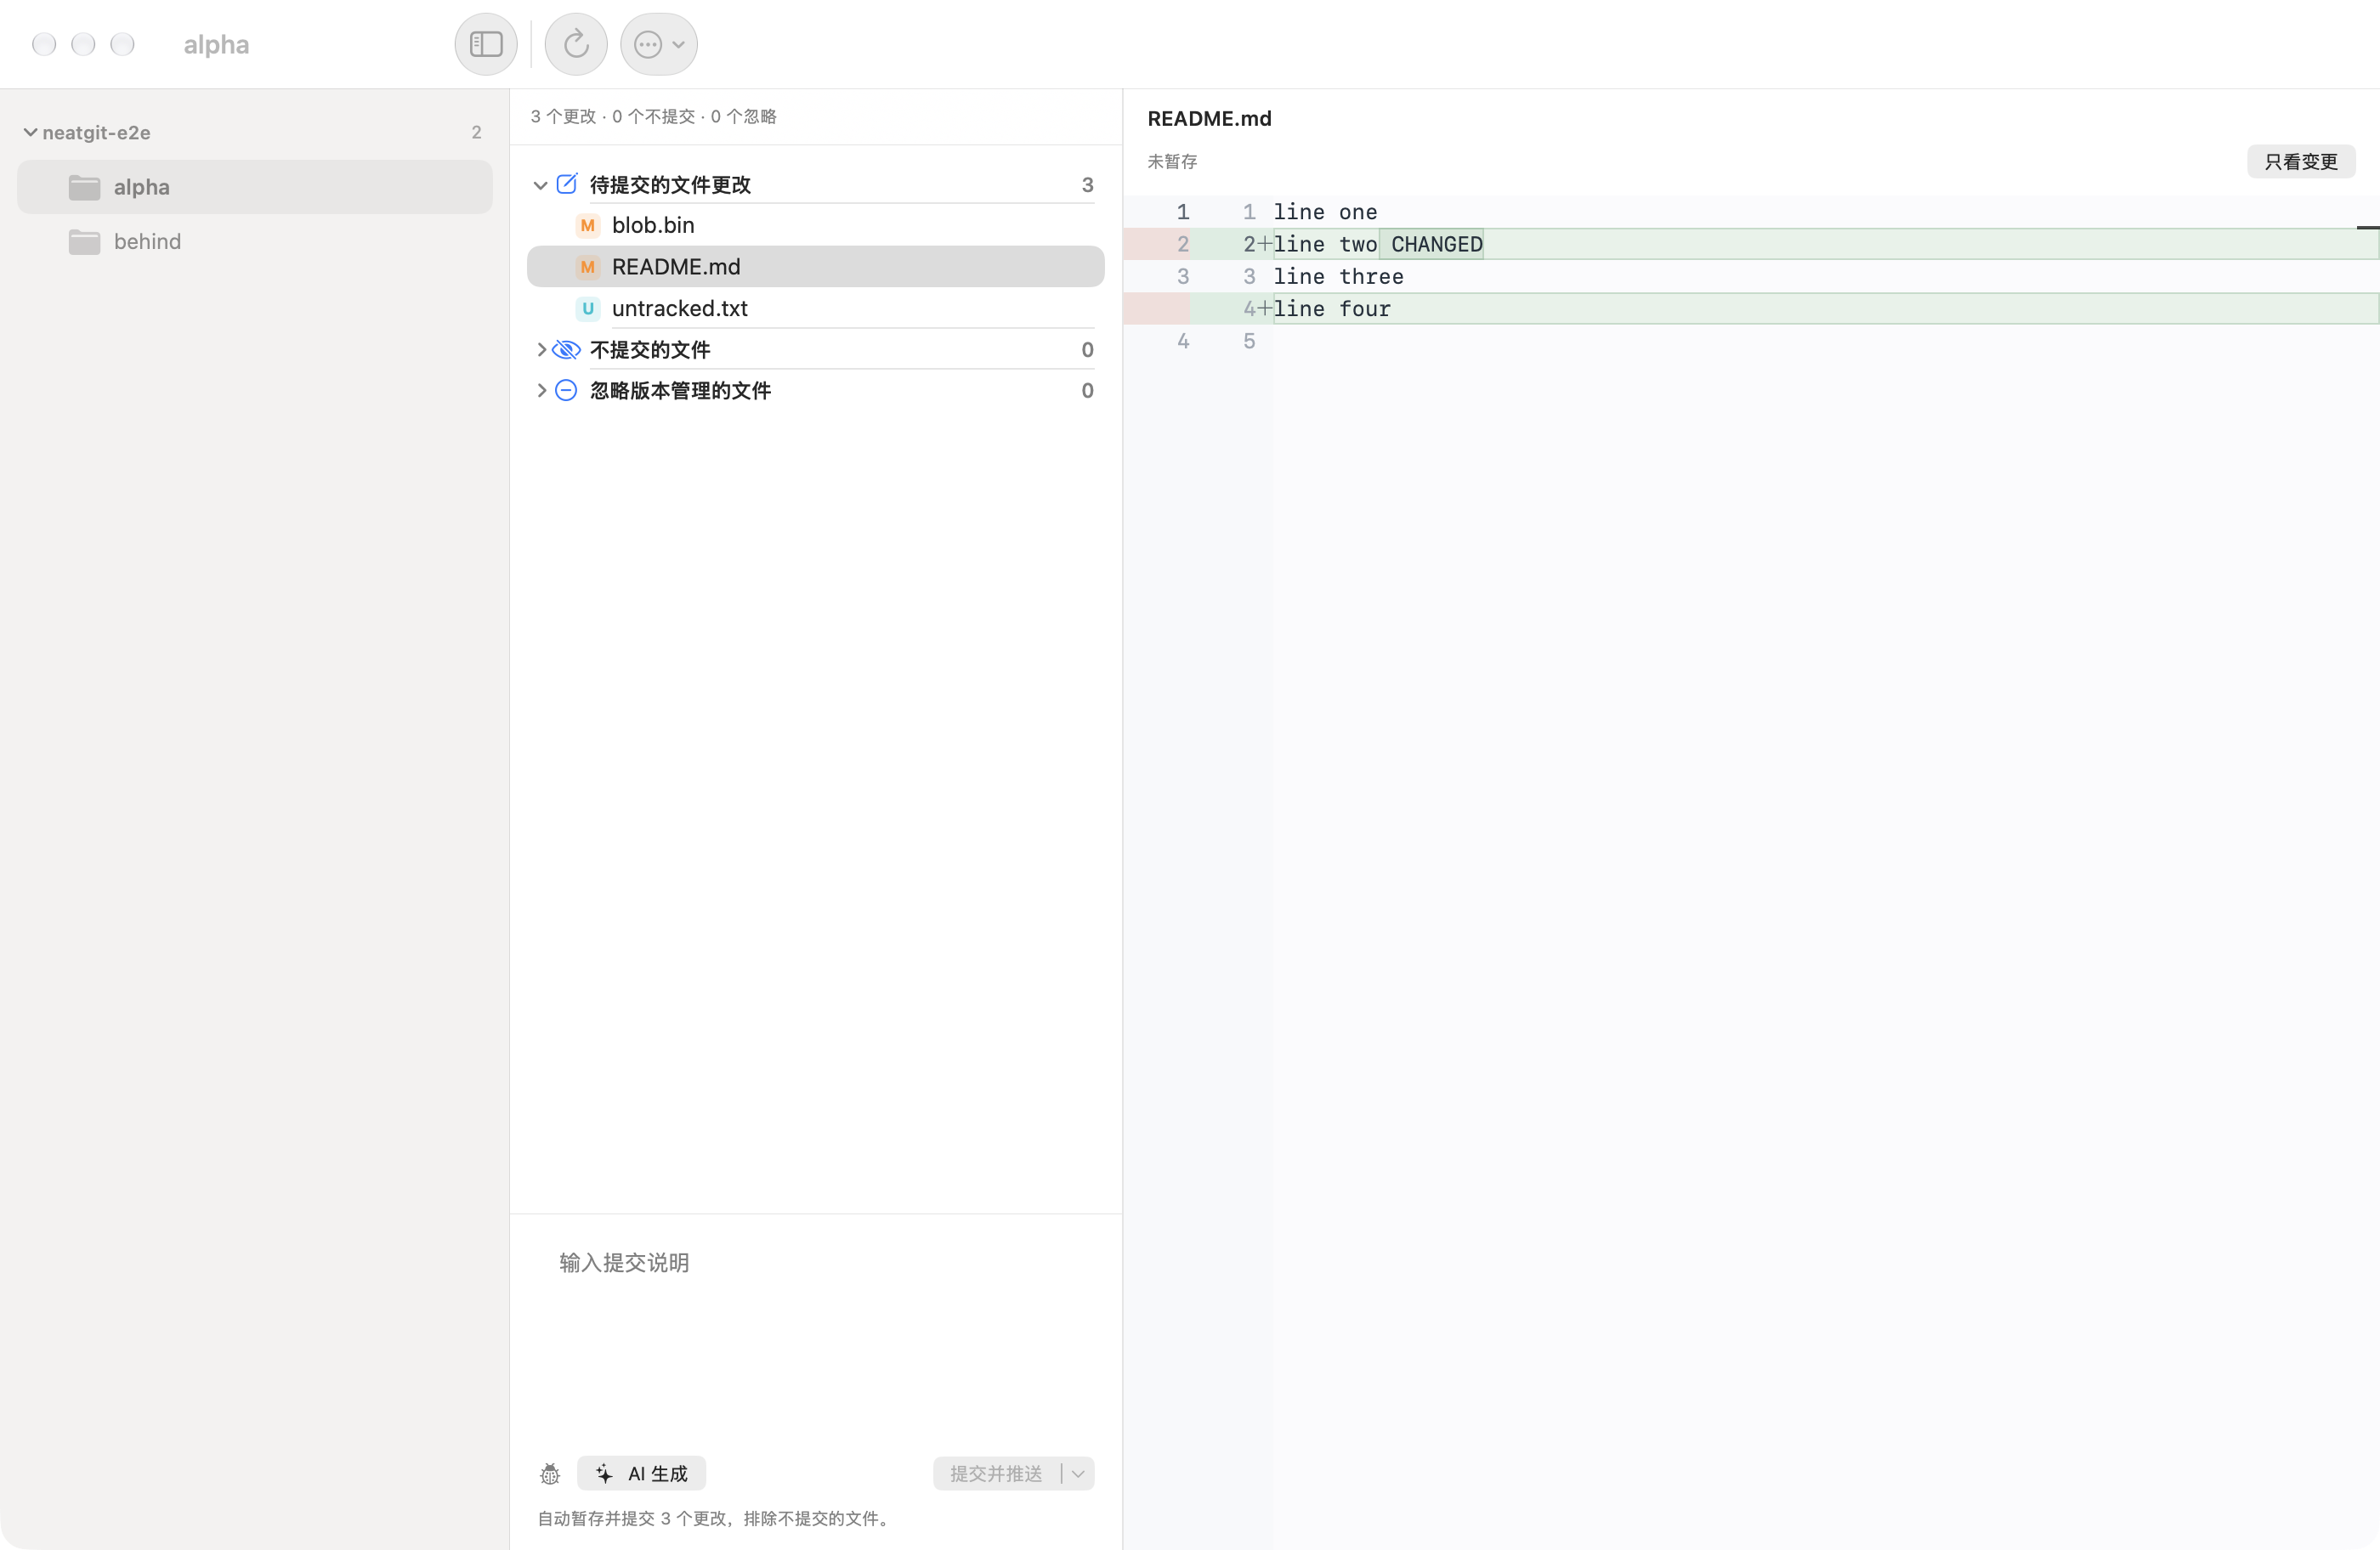 alpha
neatgit-e2e 2
alpha
behind
3 个更改 · 0 个不提交 · 0 个忽略
待提交的文件更改 3
M blob.bin
M README.md
U untracked.txt
不提交的文件 0
忽略版本管理的文件 0
输入提交说明
AI 生成
提交并推送
自动暂存并提交 3 个更改，排除不提交的文件。
README.md
未暂存
只看变更
1 1 line one
2 2+line two CHANGED
3 3 line three
4+line four
4 5